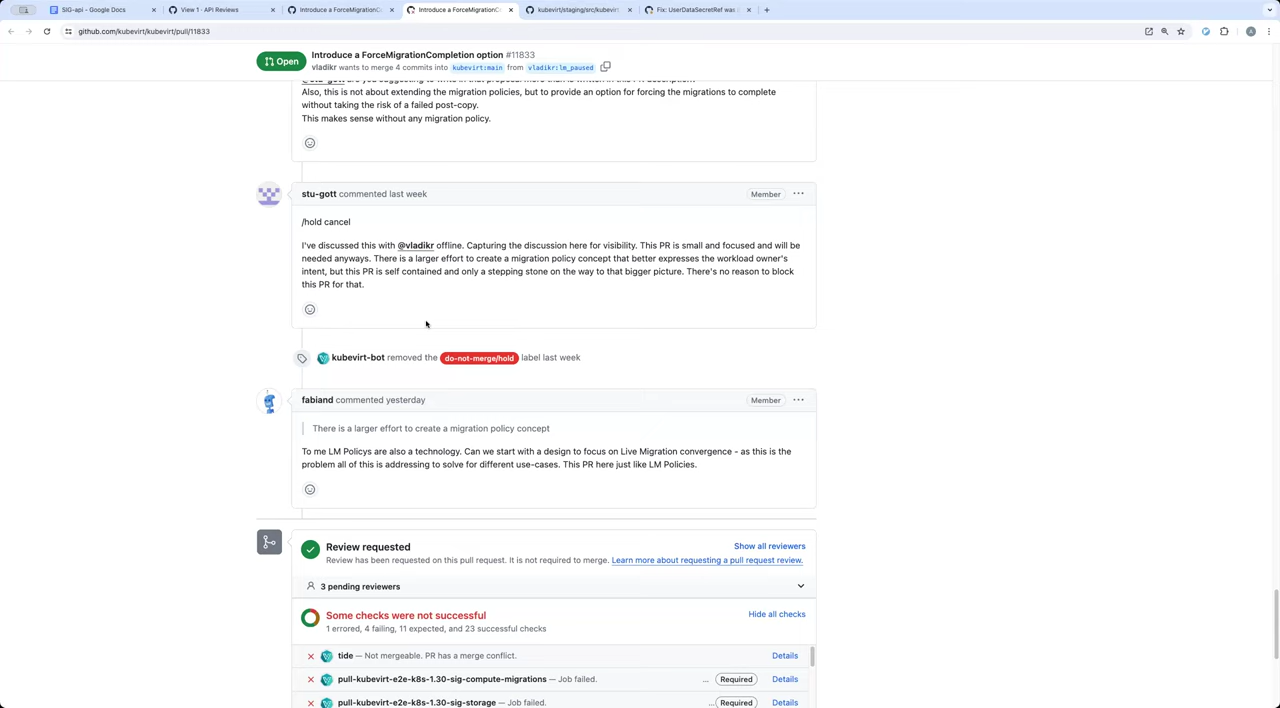 SIG-api - Google Docs
View 1 · API Reviews
Introduce a ForceMigrationC
Introduce a ForceMigrationC
kubevirt/staging/src/kubevirt
Fix: UserDataSecretRef was
github.com/kubevirt/kubevirt/pull/11833
Open
Introduce a ForceMigrationCompletion option #11833
vladikr wants to merge 4 commits into kubevirt:main from vladikr:lm_paused
Also, this is not about extending the migration policies, but to provide an option for forcing the migrations to complete
without taking the risk of a failed post-copy.
This makes sense without any migration policy.
stu-gott commented last week
Member
/hold cancel
I've discussed this with @vladikr offline. Capturing the discussion here for visibility. This PR is small and focused and will be
needed anyways. There is a larger effort to create a migration policy concept that better expresses the workload owner's
intent, but this PR is self contained and only a stepping stone on the way to that bigger picture. There's no reason to block
this PR for that.
kubevirt-bot removed the do-not-merge/hold label last week
fabiand commented yesterday
Member
There is a larger effort to create a migration policy concept
To me LM Policys are also a technology. Can we start with a design to focus on Live Migration convergence - as this is the
problem all of this is addressing to solve for different use-cases. This PR here just like LM Policies.
Review requested
Show all reviewers
Review has been requested on this pull request. It is not required to merge. Learn more about requesting a pull request review.
3 pending reviewers
Some checks were not successful
Hide all checks
1 errored, 4 failing, 11 expected, and 23 successful checks
tide — Not mergeable. PR has a merge conflict.
Details
pull-kubevirt-e2e-k8s-1.30-sig-compute-migrations — Job failed.
... Required
Details
pull-kubevirt-e2e-k8s-1.30-sig-storage — Job failed.
... Required
Details